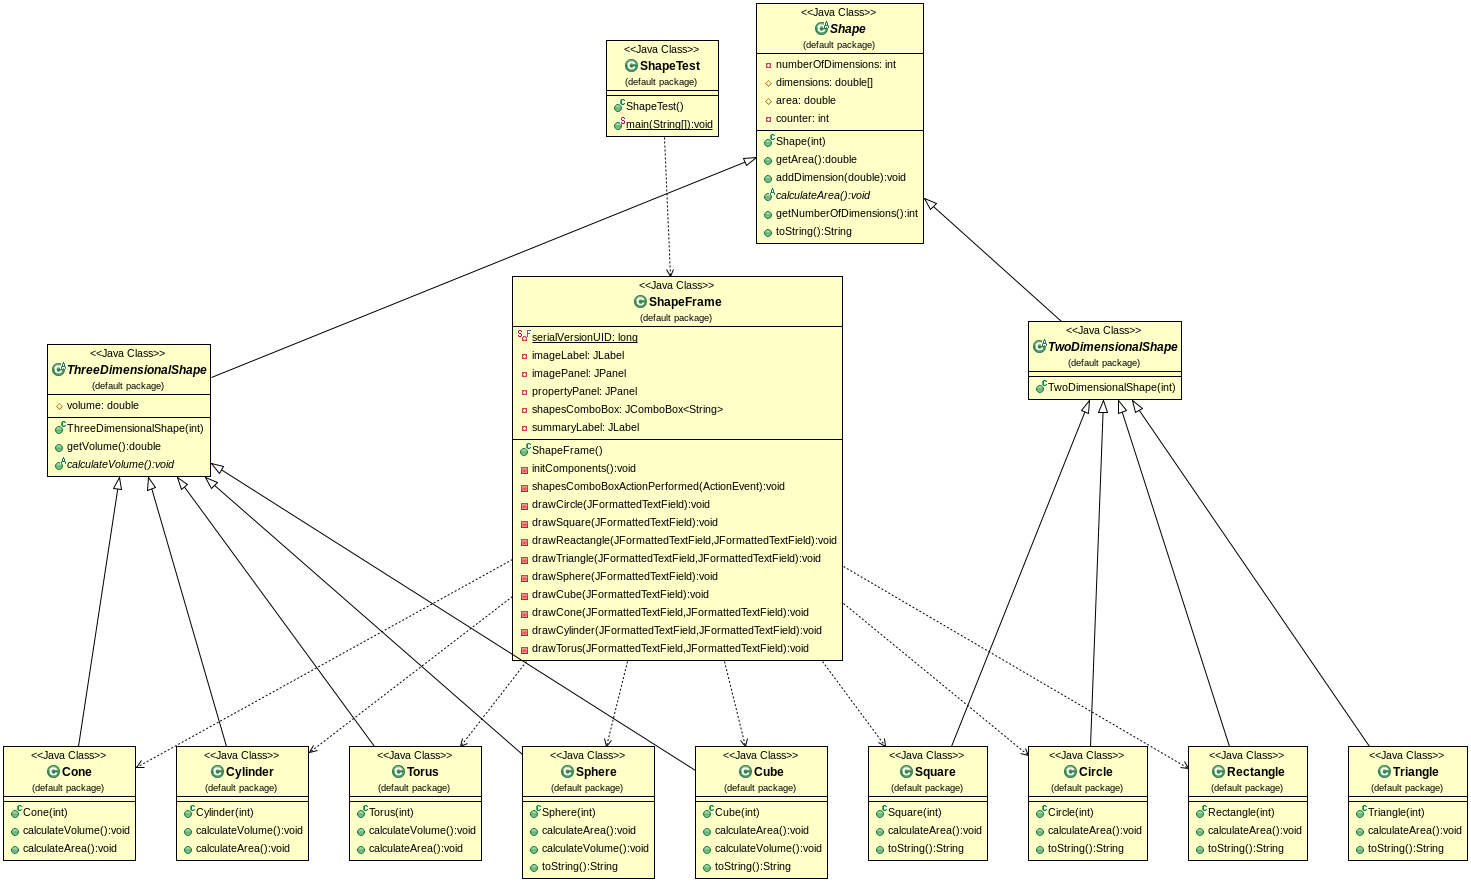 <<Java Class>>
Shape
(default package)
numberOfDimensions: int
dimensions: double[]
area: double
counter: int
Shape(int)
getArea():double
addDimension(double):void
calculateArea():void
getNumberOfDimensions():int
toString():String
<<Java Class>>
ShapeTest
(default package)
ShapeTest()
main(String[]):void
<<Java Class>>
ShapeFrame
(default package)
serialVersionUID: long
imageLabel: JLabel
imagePanel: JPanel
propertyPanel: JPanel
shapesComboBox: JComboBox<String>
summaryLabel: JLabel
ShapeFrame()
initComponents():void
shapesComboBoxActionPerformed(ActionEvent):void
drawCircle(JFormattedTextField):void
drawSquare(JFormattedTextField):void
drawReactangle(JFormattedTextField,JFormattedTextField):void
drawTriangle(JFormattedTextField,JFormattedTextField):void
drawSphere(JFormattedTextField):void
drawCube(JFormattedTextField):void
drawCone(JFormattedTextField,JFormattedTextField):void
drawCylinder(JFormattedTextField,JFormattedTextField):void
drawTorus(JFormattedTextField,JFormattedTextField):void
<<Java Class>>
TwoDimensionalShape
(default package)
TwoDimensionalShape(int)
<<Java Class>>
ThreeDimensionalShape
(default package)
volume: double
ThreeDimensionalShape(int)
getVolume():double
calculateVolume():void
<<Java Class>>
Cone
(default package)
Cone(int)
calculateVolume():void
calculateArea():void
<<Java Class>>
Cylinder
(default package)
Cylinder(int)
calculateVolume():void
calculateArea():void
<<Java Class>>
Torus
(default package)
Torus(int)
calculateVolume():void
calculateArea():void
<<Java Class>>
Sphere
(default package)
Sphere(int)
calculateArea():void
calculateVolume():void
toString():String
<<Java Class>>
Cube
(default package)
Cube(int)
calculateArea():void
calculateVolume():void
toString():String
<<Java Class>>
Square
(default package)
Square(int)
calculateArea():void
toString():String
<<Java Class>>
Circle
(default package)
Circle(int)
calculateArea():void
toString():String
<<Java Class>>
Rectangle
(default package)
Rectangle(int)
calculateArea():void
toString():String
<<Java Class>>
Triangle
(default package)
Triangle(int)
calculateArea():void
toString():String